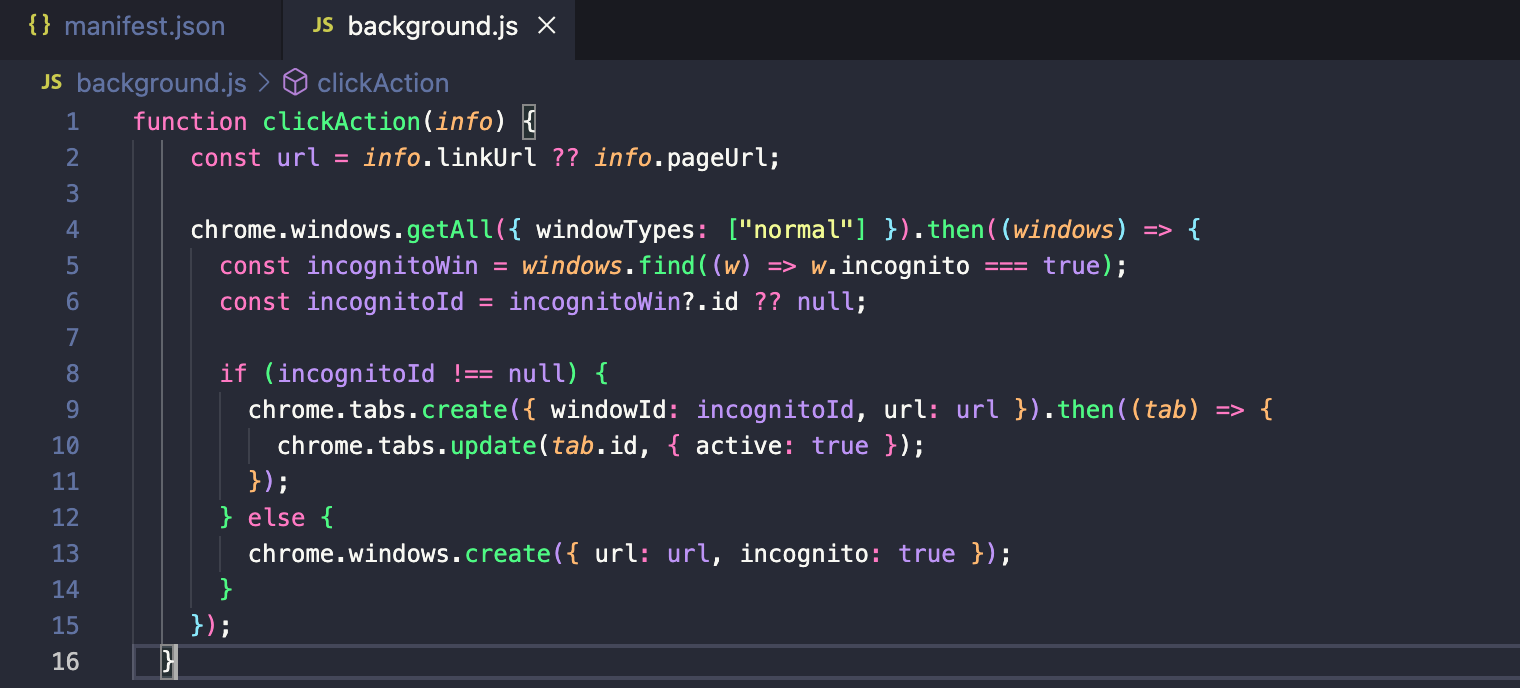 {} manifest.json JS background.js ×
JS background.js > clickAction
1 function clickAction(info) {
2 const url = info.linkUrl ?? info.pageUrl;
3
4 chrome.windows.getAll({ windowTypes: ["normal"] }).then((windows) => {
5 const incognitoWin = windows.find((w) => w.incognito === true);
6 const incognitoId = incognitoWin?.id ?? null;
7
8 if (incognitoId !== null) {
9 chrome.tabs.create({ windowId: incognitoId, url: url }).then((tab) => {
10 chrome.tabs.update(tab.id, { active: true });
11 });
12 } else {
13 chrome.windows.create({ url: url, incognito: true });
14 }
15 });
16 }